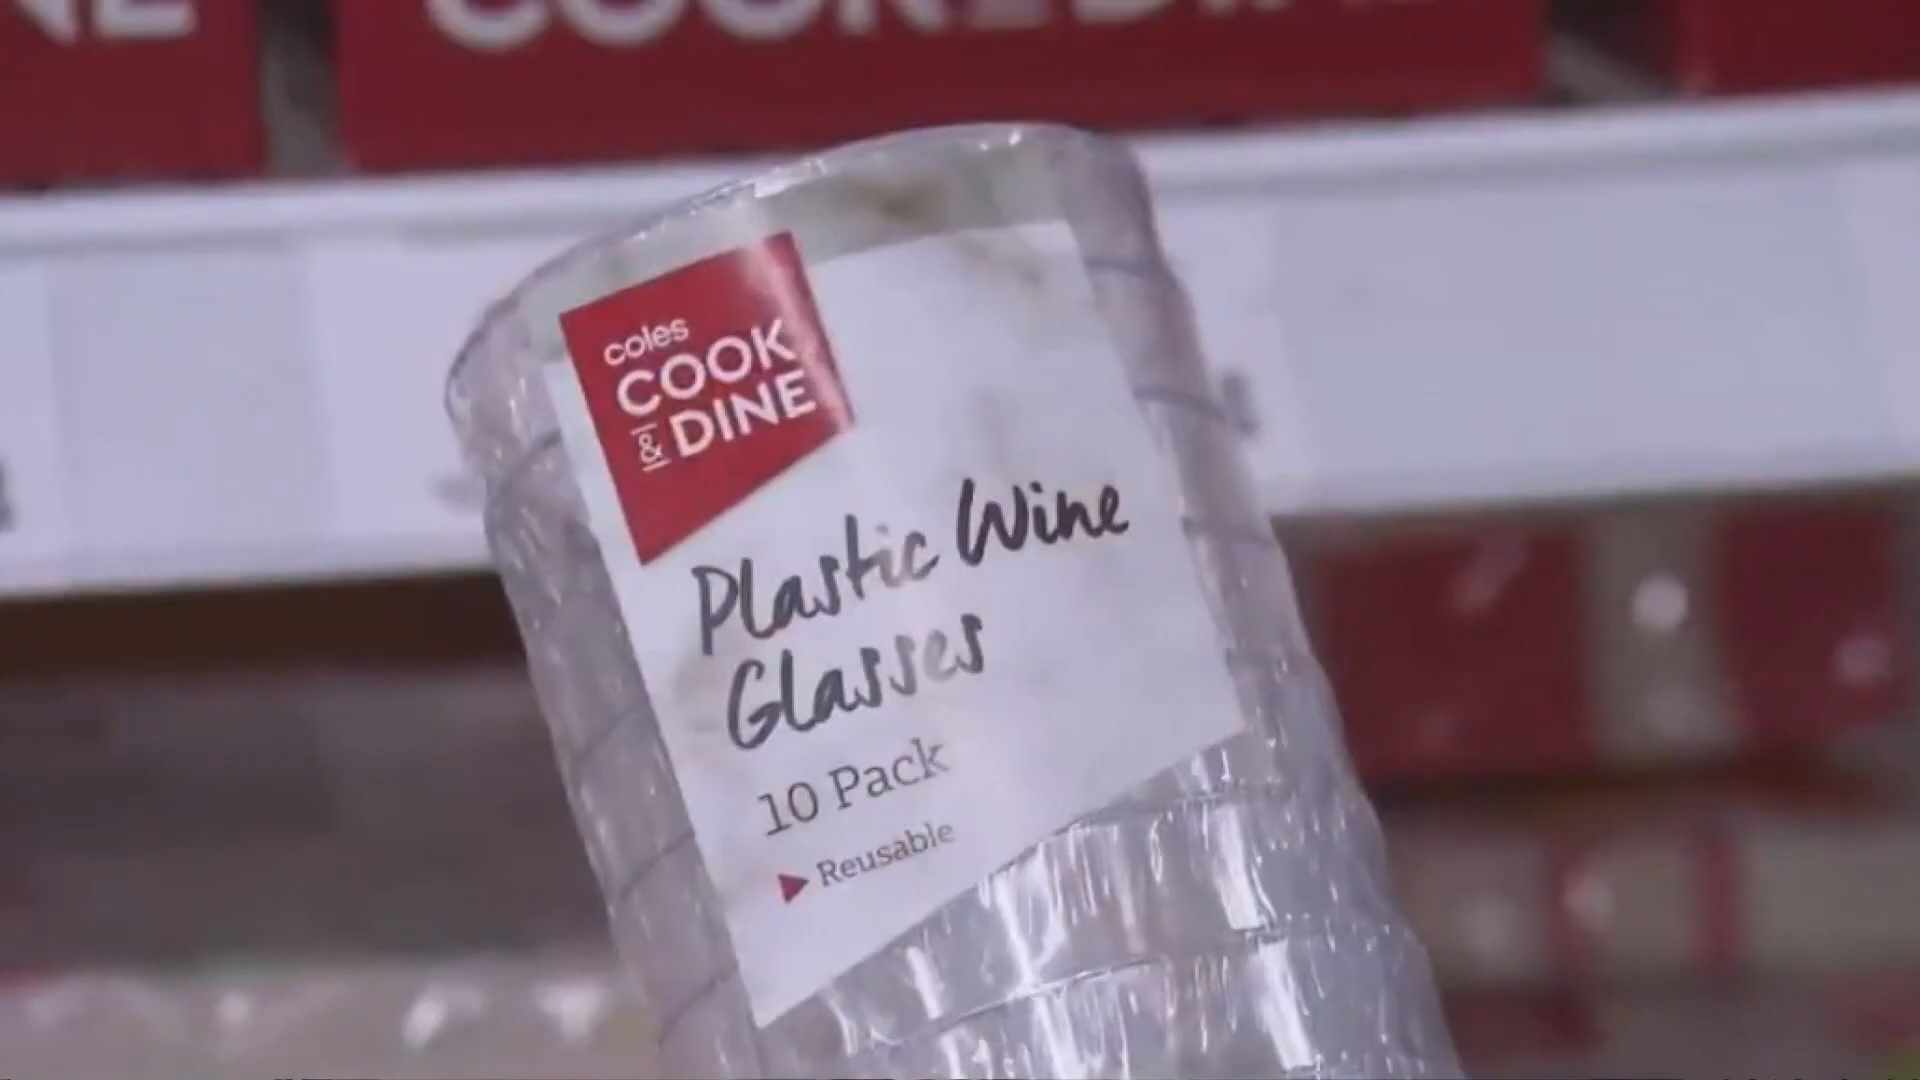 coles
COOK
& DINE
Plastic Wine
Glasses
10 Pack
Reusable